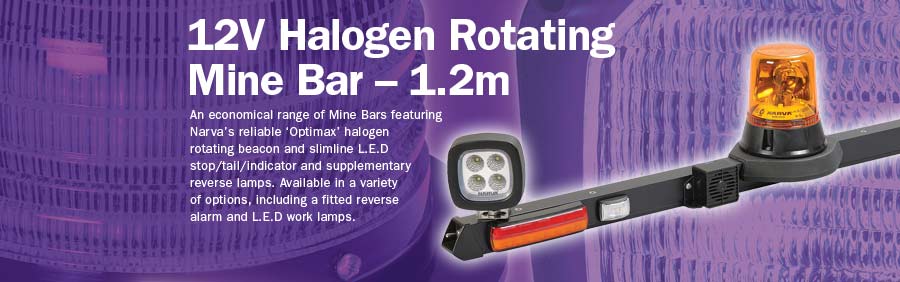 12V Halogen Rotating
Mine Bar – 1.2m
An economical range of Mine Bars featuring
Narva's reliable 'Optimax' halogen
rotating beacon and slimline L.E.D
stop/tail/indicator and supplementary
reverse lamps. Available in a variety
of options, including a fitted reverse
alarm and L.E.D work lamps.
NARVA
NARVA